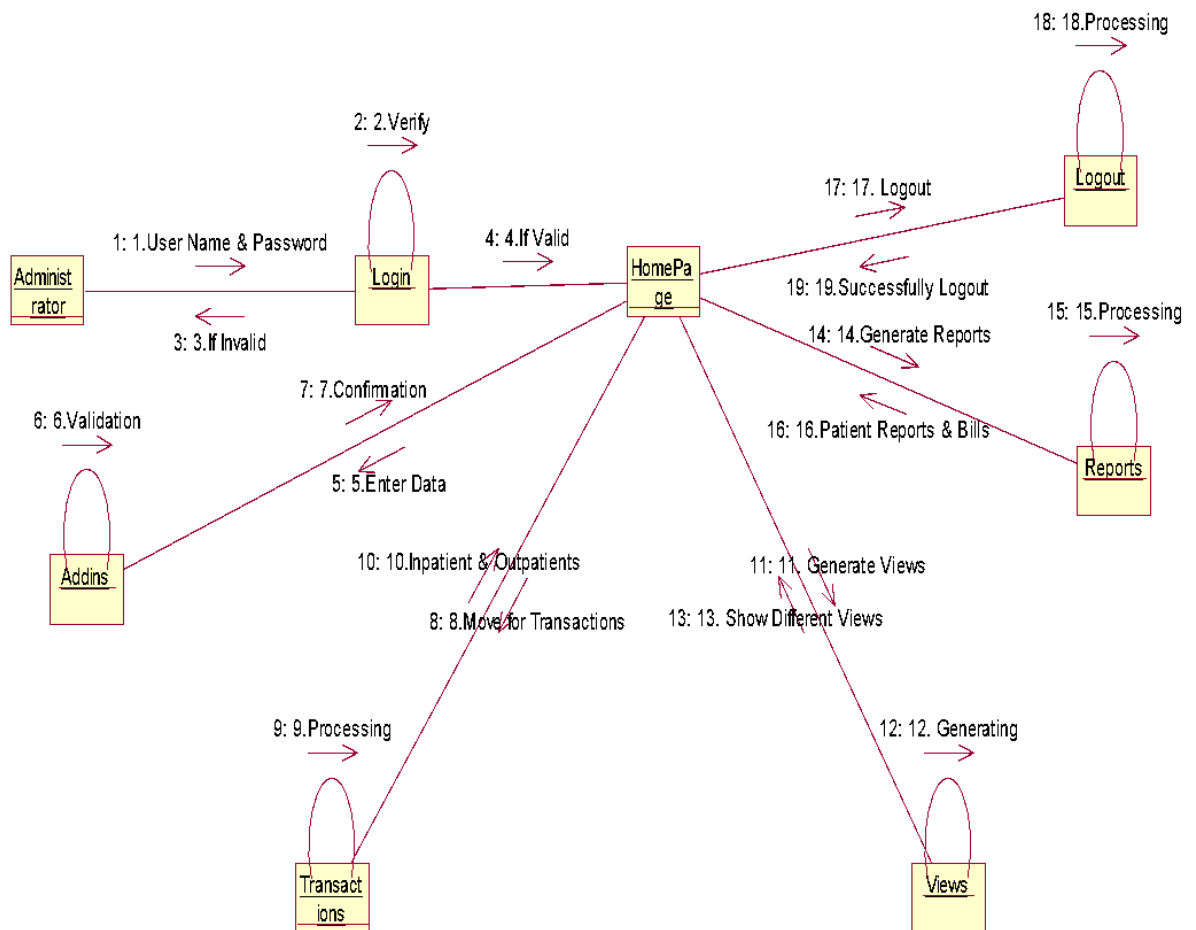 18: 18.Processing
2: 2.Verify
Logout
17: 17. Logout
1: 1.User Name & Password
4: 4.If Valid
Administ
rator
Login
HomePa
ge
19: 19.Successfully Logout
3: 3.If Invalid
14: 14.Generate Reports
15: 15.Processing
7: 7.Confirmation
6: 6.Validation
16: 16.Patient Reports & Bills
Reports
5: 5.Enter Data
10: 10.Inpatient & Outpatients
11: 11. Generate Views
Addins
8: 8.Move for Transactions
13: 13. Show Different Views
9: 9.Processing
12: 12. Generating
Transact
ions
Views